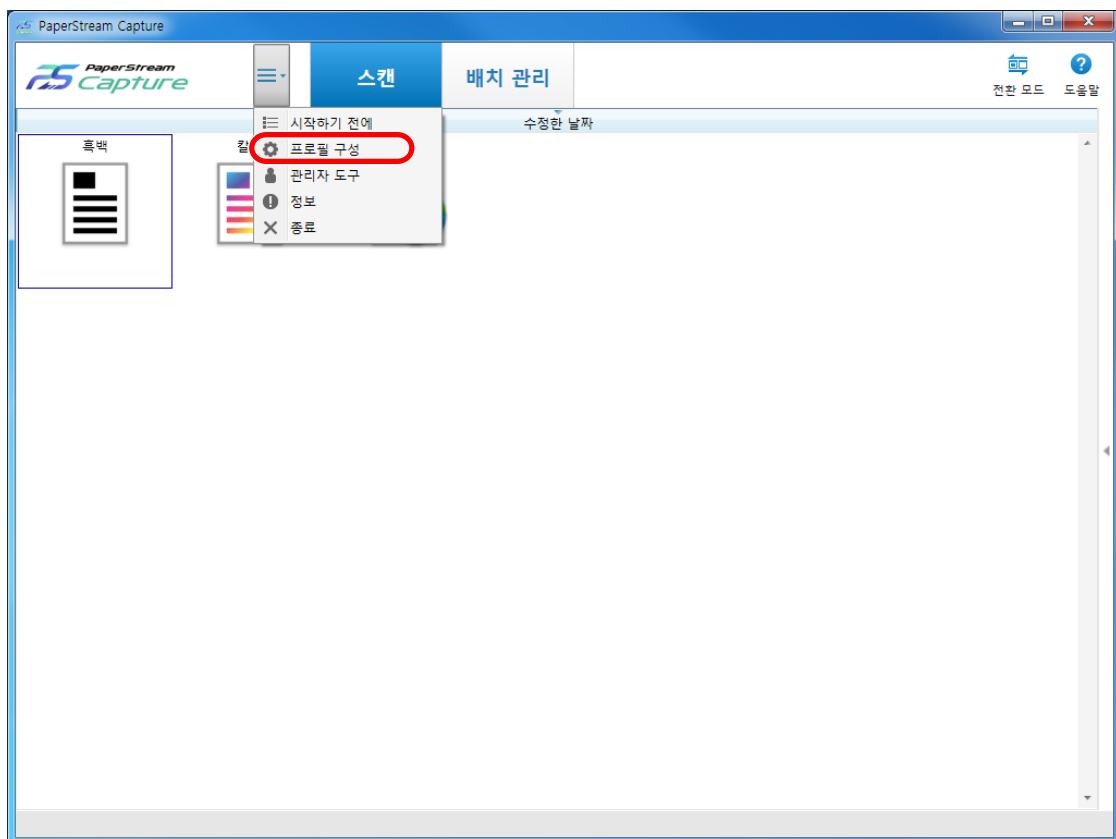 PaperStream Capture
PaperStream
Capture
스캔
배치 관리
전환 모드
도움말
수정한 날짜
흑백
칼
시작하기 전에
프로필 구성
관리자 도구
정보
종료